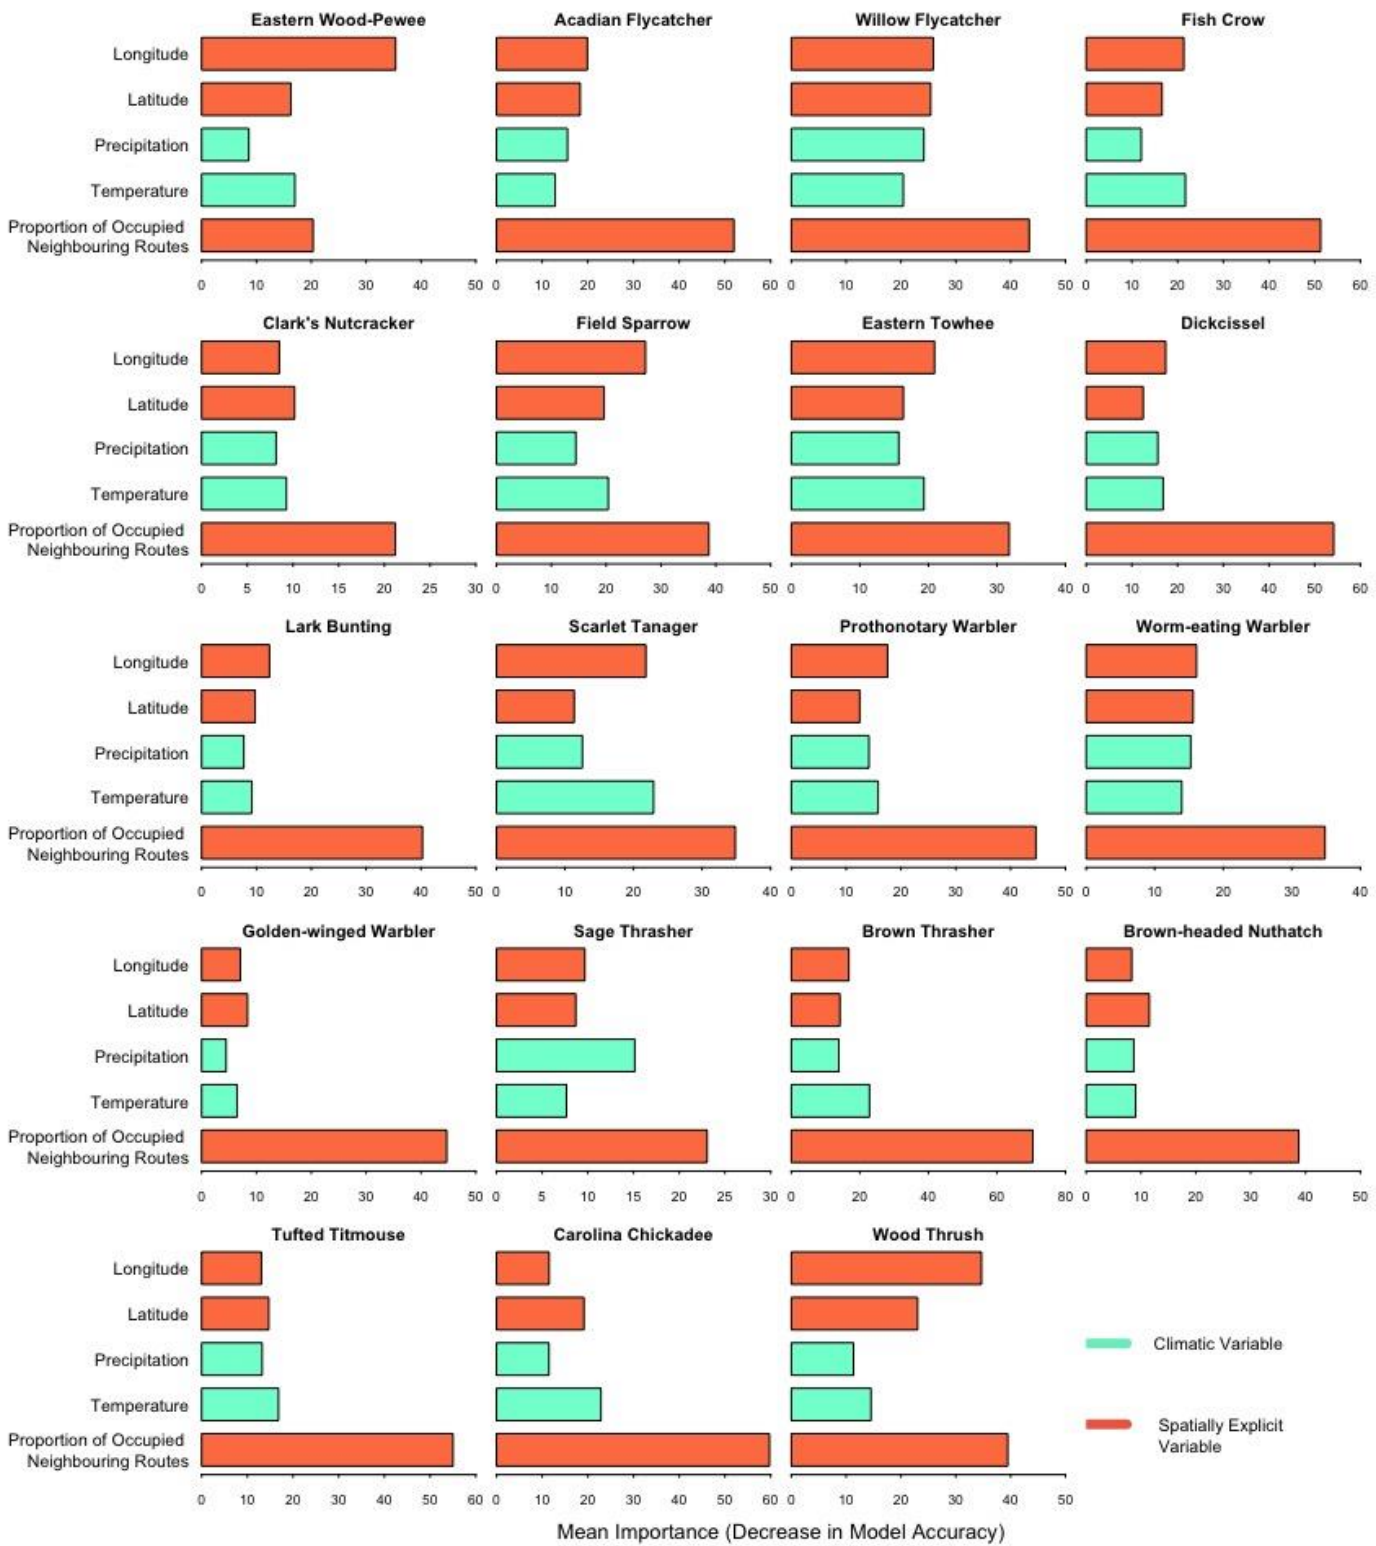 Eastern Wood-Pewee Acadian Flycatcher Willow Flycatcher Fish Crow
Longitude
Latitude
Precipitation
Temperature
Proportion of Occupied
Neighbouring Routes
0 10 20 30 40 50 0 10 20 30 40 50 60 0 10 20 30 40 50 0 10 20 30 40 50 60
Clark's Nutcracker Field Sparrow Eastern Towhee Dickcissel
Longitude
Latitude
Precipitation
Temperature
Proportion of Occupied
Neighbouring Routes
0 5 10 15 20 25 30 0 10 20 30 40 50 0 10 20 30 40 0 10 20 30 40 50 60
Lark Bunting Scarlet Tanager Prothonotary Warbler Worm-eating Warbler
Longitude
Latitude
Precipitation
Temperature
Proportion of Occupied
Neighbouring Routes
0 10 20 30 40 50 0 10 20 30 40 0 10 20 30 40 50 0 10 20 30 40
Golden-winged Warbler Sage Thrasher Brown Thrasher Brown-headed Nuthatch
Longitude
Latitude
Precipitation
Temperature
Proportion of Occupied
Neighbouring Routes
0 10 20 30 40 50 0 5 10 15 20 25 30 0 20 40 60 80 0 10 20 30 40 50
Tufted Titmouse Carolina Chickadee Wood Thrush
Longitude
Latitude
Precipitation
Temperature
Proportion of Occupied
Neighbouring Routes
0 10 20 30 40 50 60 0 10 20 30 40 50 60 0 10 20 30 40 50
Climatic Variable
Spatially Explicit
Variable
Mean Importance (Decrease in Model Accuracy)